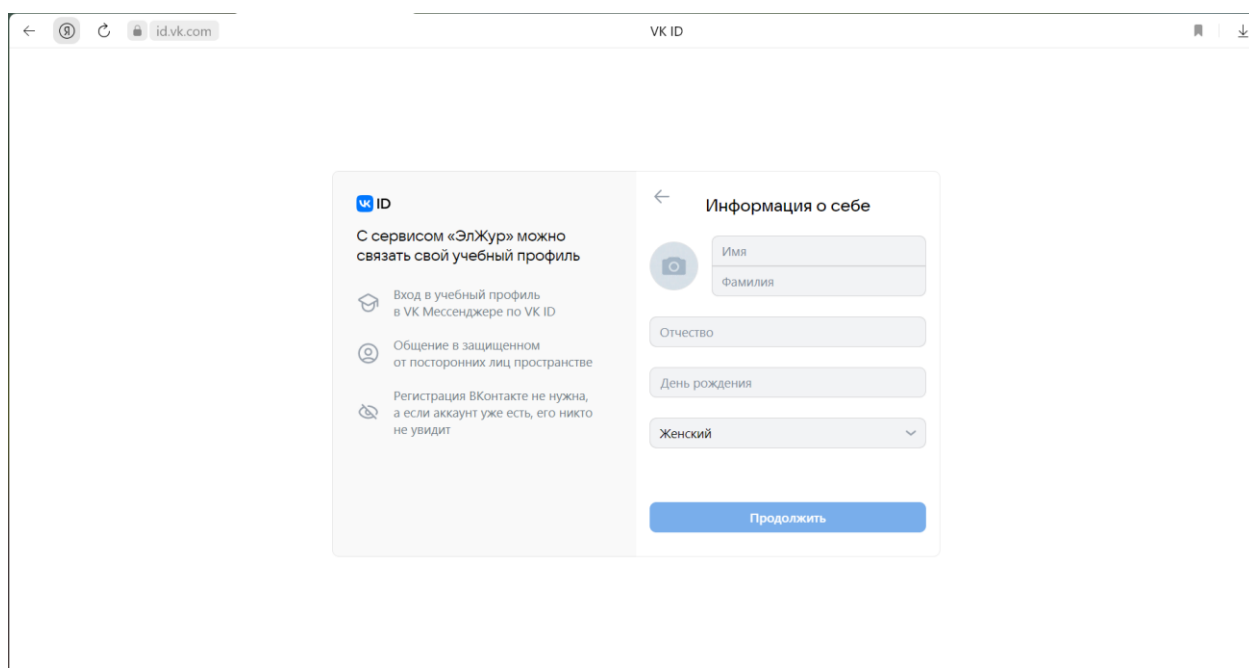 id.vk.com
VK ID
VK ID
С сервисом «ЭлЖур» можно
связать свой учебный профиль
Вход в учебный профиль
в VK Мессенджере по VK ID
Общение в защищенном
от посторонних лиц пространстве
Регистрация ВКонтакте не нужна,
а если аккаунт уже есть, его никто
не увидит
Информация о себе
Имя
Фамилия
Отчество
День рождения
Женский
Продолжить